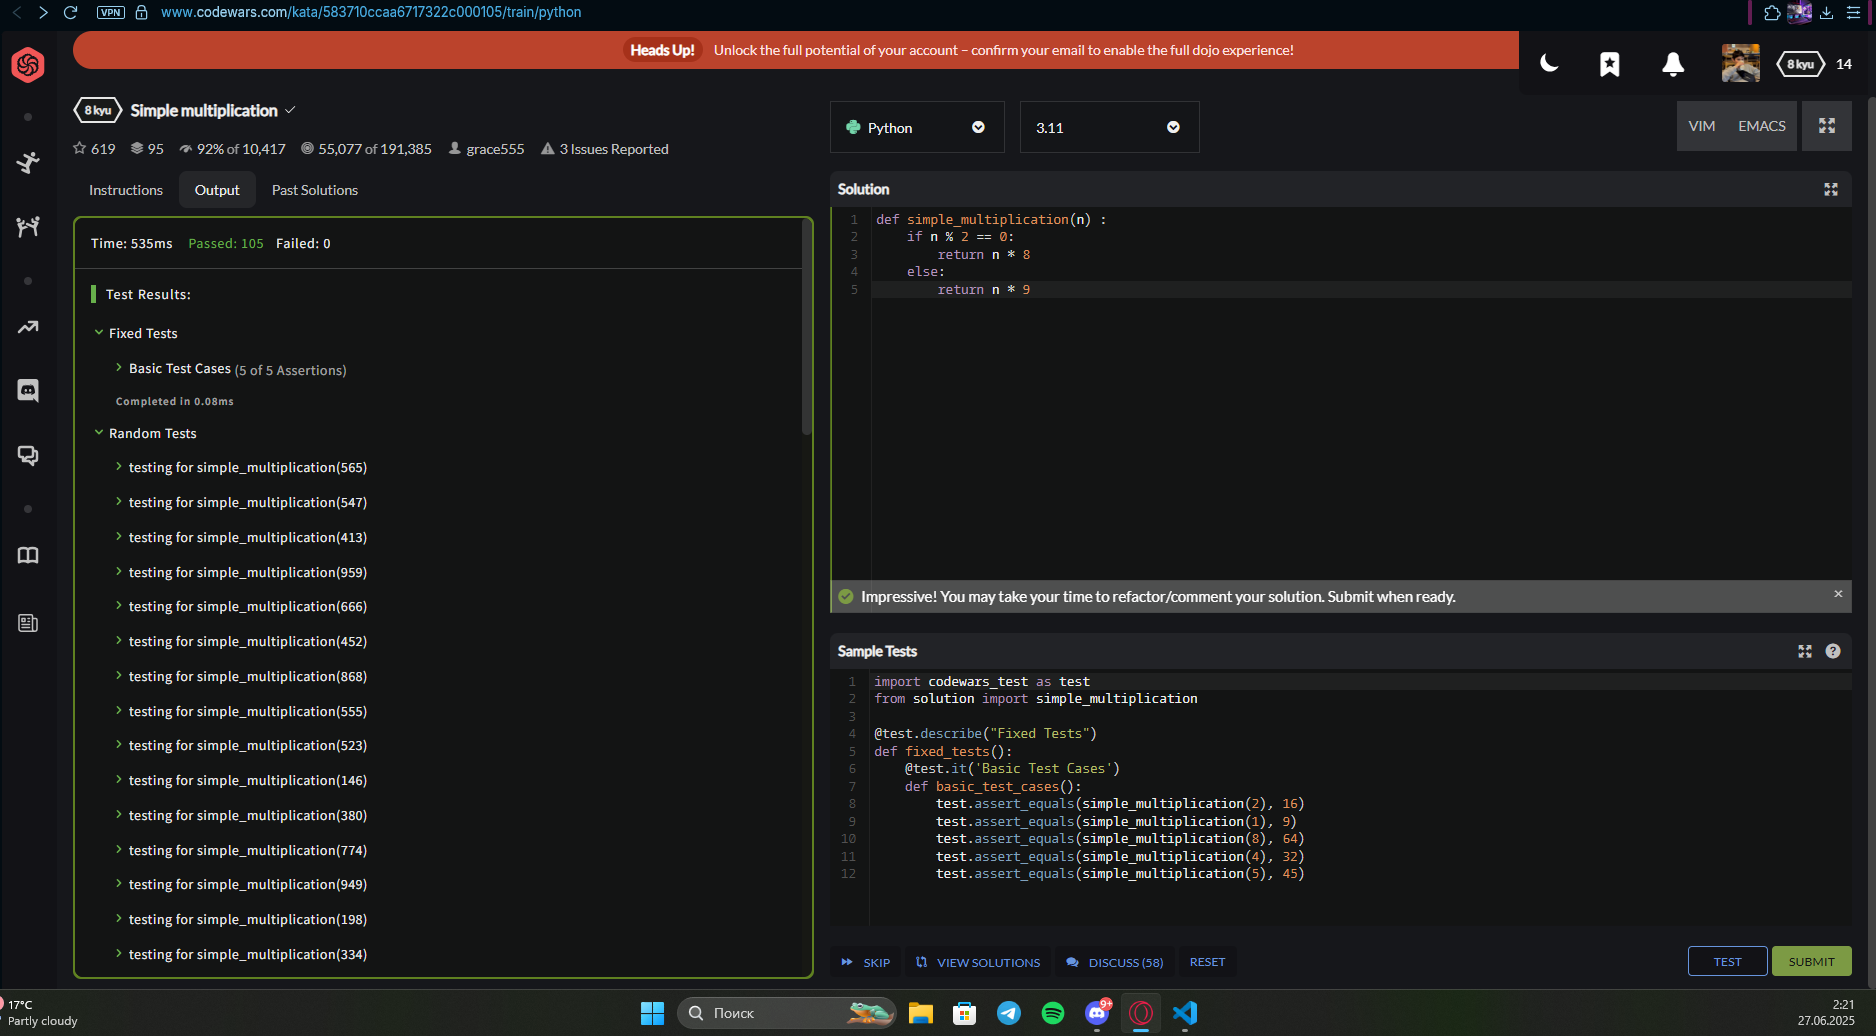 VPN
www.codewars.com/kata/583710ccaa6717322c000105/train/python
Heads Up! Unlock the full potential of your account – confirm your email to enable the full dojo experience!
8 kyu 14
8 kyu Simple multiplication
619 95 92% of 10,417 55,077 of 191,385 grace555 3 Issues Reported
Instructions Output Past Solutions
Time: 535ms Passed: 105 Failed: 0
Test Results:
Fixed Tests
Basic Test Cases (5 of 5 Assertions)
Completed in 0.08ms
Random Tests
testing for simple_multiplication(565)
testing for simple_multiplication(547)
testing for simple_multiplication(413)
testing for simple_multiplication(959)
testing for simple_multiplication(666)
testing for simple_multiplication(452)
testing for simple_multiplication(868)
testing for simple_multiplication(555)
testing for simple_multiplication(523)
testing for simple_multiplication(146)
testing for simple_multiplication(380)
testing for simple_multiplication(774)
testing for simple_multiplication(949)
testing for simple_multiplication(198)
testing for simple_multiplication(334)
Python
3.11
VIM EMACS
Solution
1 def simple_multiplication(n) :
2 if n % 2 == 0:
3 return n * 8
4 else:
5 return n * 9
Impressive! You may take your time to refactor/comment your solution. Submit when ready.
Sample Tests
1 import codewars_test as test
2 from solution import simple_multiplication
3
4 @test.describe("Fixed Tests")
5 def fixed_tests():
6 @test.it('Basic Test Cases')
7 def basic_test_cases():
8 test.assert_equals(simple_multiplication(2), 16)
9 test.assert_equals(simple_multiplication(1), 9)
10 test.assert_equals(simple_multiplication(8), 64)
11 test.assert_equals(simple_multiplication(4), 32)
12 test.assert_equals(simple_multiplication(5), 45)
SKIP VIEW SOLUTIONS DISCUSS (58) RESET
TEST SUBMIT
17°C
Partly cloudy
Поиск
9+
2:21
27.06.2025